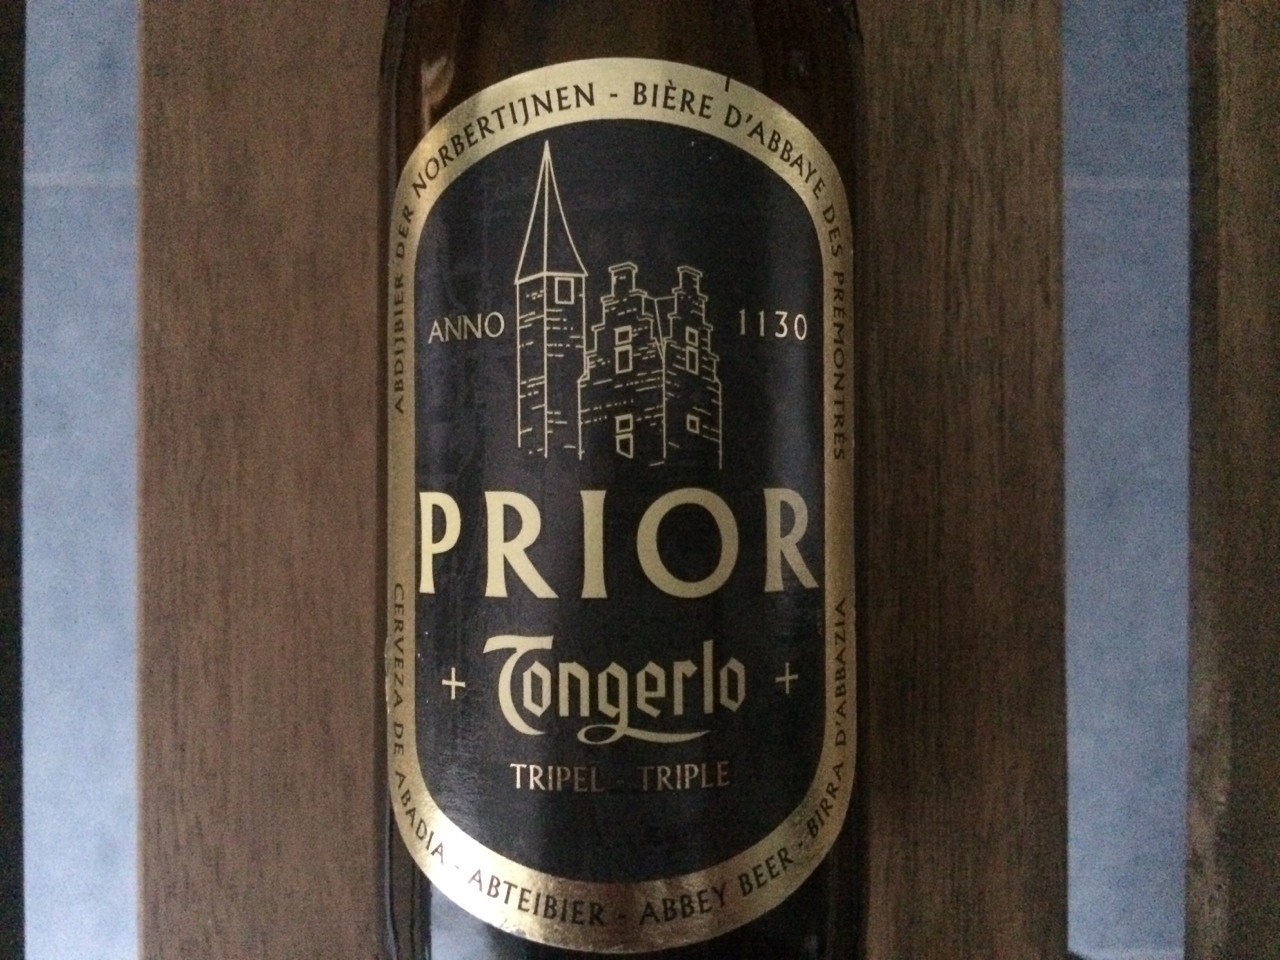 ABDIJBIER DER NORBERTIJNEN - BIÈRE D'ABBAYE DES PRÉMONTRÉS
ANNO 1130
PRIOR
+ Tongerlo +
TRIPEL - TRIPLE
CERVEZA DE ABADIA - ABTEIBIER - ABBEY BEER - BIRRA D'ABBAZIA